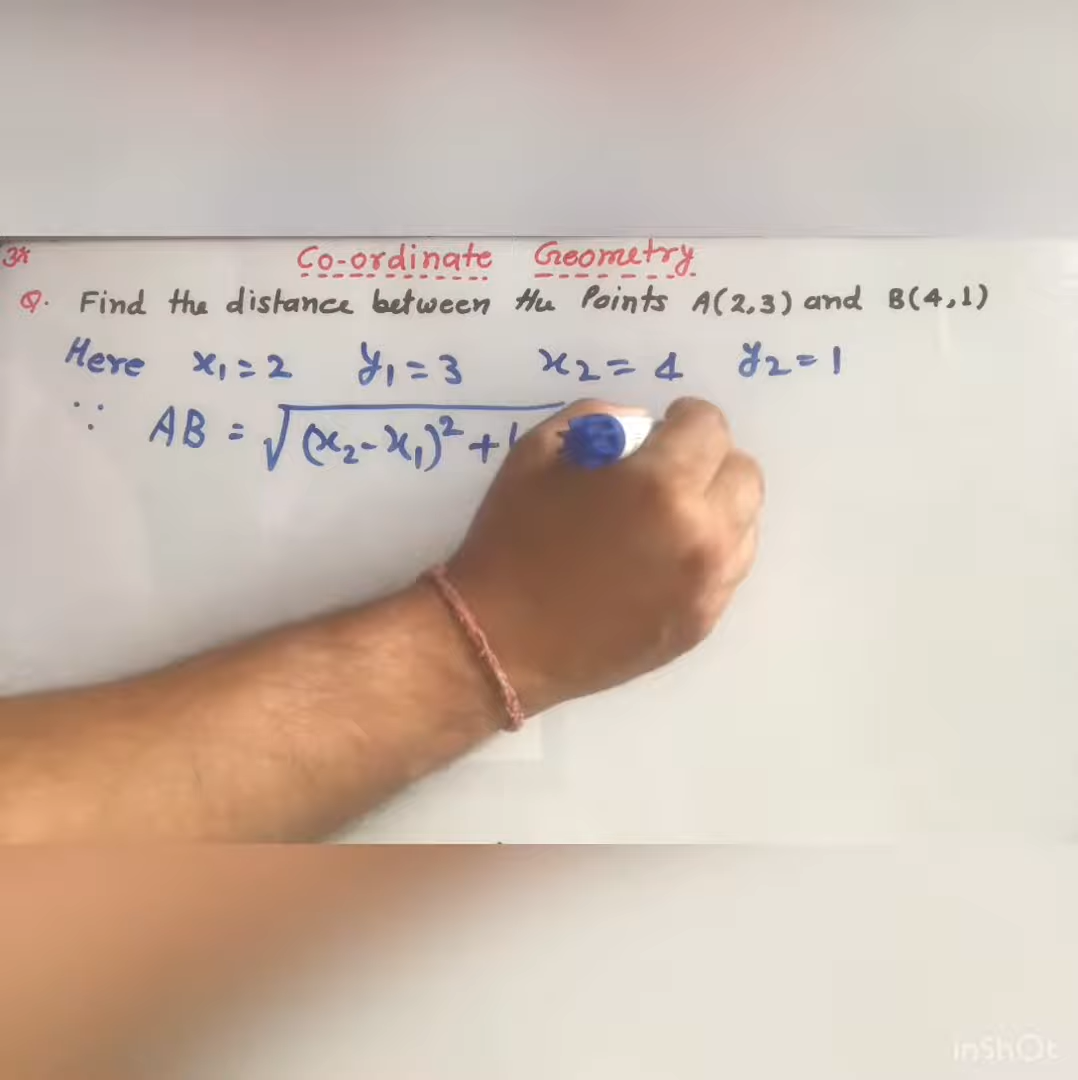 Co-ordinate Geometry
Q. Find the distance between the Points A(2,3) and B(4,1)
Here x₁=2 y₁=3 x₂=4 y₂=1
∵ AB = √(x₂-x₁)² + (
InShOt